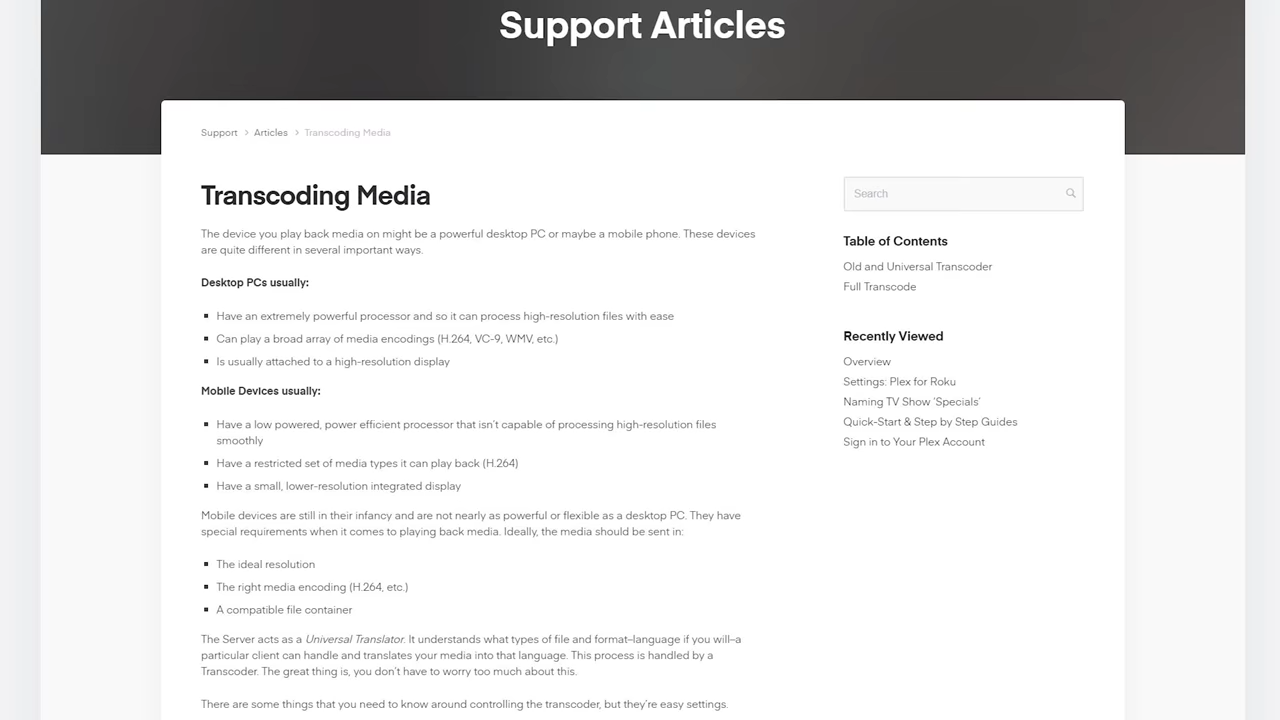 Support Articles
Support > Articles > Transcoding Media
Transcoding Media
The device you play back media on might be a powerful desktop PC or maybe a mobile phone. These devices
are quite different in several important ways.
Desktop PCs usually:
Have an extremely powerful processor and so it can process high-resolution files with ease
Can play a broad array of media encodings (H.264, VC-9, WMV, etc.)
Is usually attached to a high-resolution display
Mobile Devices usually:
Have a low powered, power efficient processor that isn't capable of processing high-resolution files
smoothly
Have a restricted set of media types it can play back (H.264)
Have a small, lower-resolution integrated display
Mobile devices are still in their infancy and are not nearly as powerful or flexible as a desktop PC. They have
special requirements when it comes to playing back media. Ideally, the media should be sent in:
The ideal resolution
The right media encoding (H.264, etc.)
A compatible file container
The Server acts as a Universal Translator. It understands what types of file and format–language if you will–a
particular client can handle and translates your media into that language. This process is handled by a
Transcoder. The great thing is, you don't have to worry too much about this.
There are some things that you need to know around controlling the transcoder, but they're easy settings.
Search
Table of Contents
Old and Universal Transcoder
Full Transcode
Recently Viewed
Overview
Settings: Plex for Roku
Naming TV Show 'Specials'
Quick-Start & Step by Step Guides
Sign in to Your Plex Account